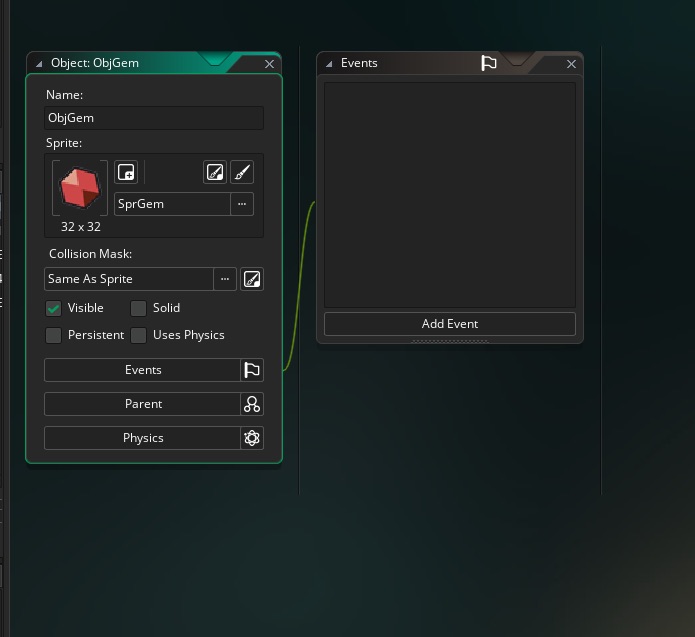 Object: ObjGem
Name:
ObjGem
Sprite:
SprGem
32 x 32
Collision Mask:
Same As Sprite
Visible
Solid
Persistent
Uses Physics
Events
Parent
Physics
Events
Add Event